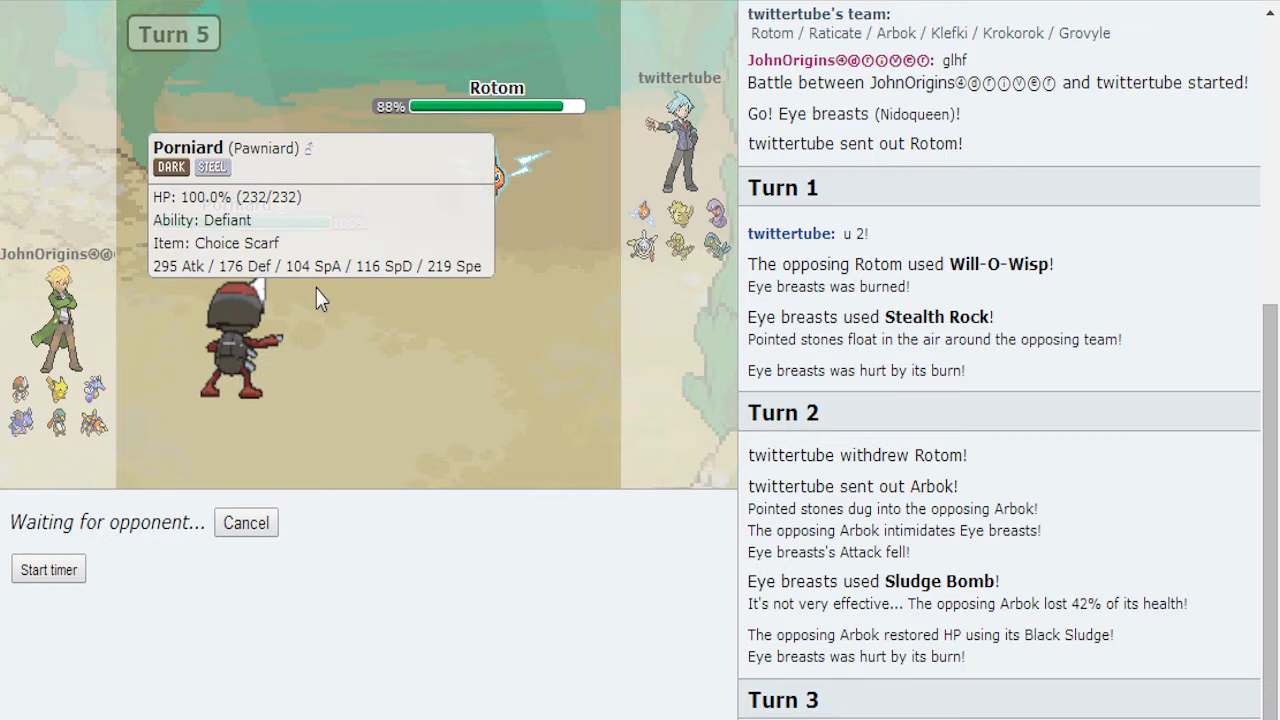 Turn 5
Rotom
88%
twittertube
Porniard (Pawniard) ♂
DARK STEEL
HP: 100.0% (232/232)
Ability: Defiant
Item: Choice Scarf
295 Atk / 176 Def / 104 SpA / 116 SpD / 219 Spe
JohnOrigins④@
Waiting for opponent... Cancel
Start timer
twittertube's team:
Rotom / Raticate / Arbok / Klefki / Krokorok / Grovyle
JohnOrigins④ⓓⓡⓘⓥⓔⓡ: glhf
Battle between JohnOrigins④ⓓⓡⓘⓥⓔⓡ and twittertube started!
Go! Eye breasts (Nidoqueen)!
twittertube sent out Rotom!
Turn 1
twittertube: u 2!
The opposing Rotom used Will-O-Wisp!
Eye breasts was burned!
Eye breasts used Stealth Rock!
Pointed stones float in the air around the opposing team!
Eye breasts was hurt by its burn!
Turn 2
twittertube withdrew Rotom!
twittertube sent out Arbok!
Pointed stones dug into the opposing Arbok!
The opposing Arbok intimidates Eye breasts!
Eye breasts's Attack fell!
Eye breasts used Sludge Bomb!
It's not very effective... The opposing Arbok lost 42% of its health!
The opposing Arbok restored HP using its Black Sludge!
Eye breasts was hurt by its burn!
Turn 3